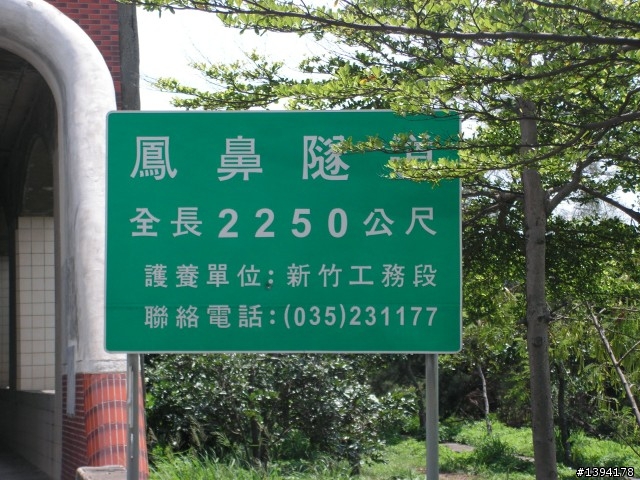 鳳鼻隧道
全長2250公尺
護養單位:新竹工務段
聯絡電話:(035)231177
#1394178